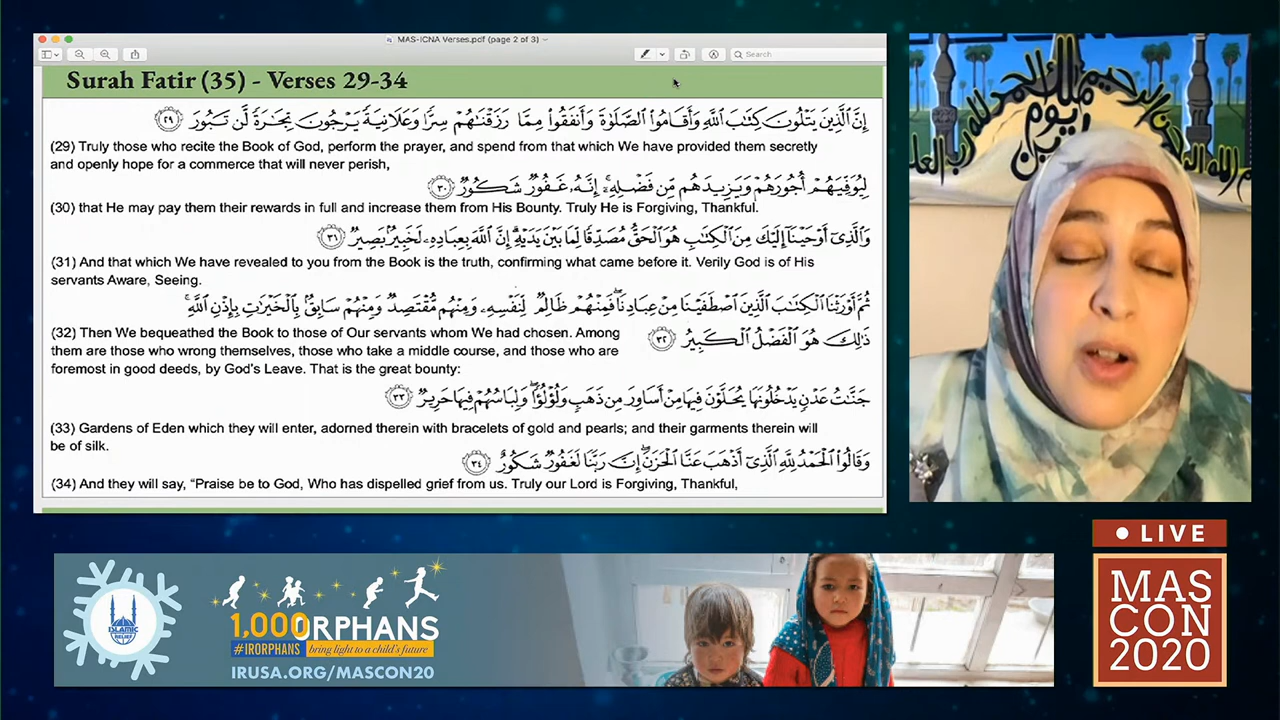 MAS-ICNA Verses.pdf (page 2 of 3)
Search
Surah Fatir (35) - Verses 29-34
إِنَّ ٱلَّذِينَ يَتْلُونَ كِتَٰبَ ٱللَّهِ وَأَقَامُوا۟ ٱلصَّلَوٰةَ وَأَنفَقُوا۟ مِمَّا رَزَقْنَٰهُمْ سِرًّا وَعَلَانِيَةً يَرْجُونَ تِجَٰرَةً لَّن تَبُورَ ٢٩
(29) Truly those who recite the Book of God, perform the prayer, and spend from that which We have provided them secretly
and openly hope for a commerce that will never perish,
لِيُوَفِّيَهُمْ أُجُورَهُمْ وَيَزِيدَهُم مِّن فَضْلِهِۦٓ إِنَّهُۥ غَفُورٌ شَكُورٌ ٣٠
(30) that He may pay them their rewards in full and increase them from His Bounty. Truly He is Forgiving, Thankful.
وَٱلَّذِىٓ أَوْحَيْنَآ إِلَيْكَ مِنَ ٱلْكِتَٰبِ هُوَ ٱلْحَقُّ مُصَدِّقًا لِّمَا بَيْنَ يَدَيْهِ إِنَّ ٱللَّهَ بِعِبَادِهِۦ لَخَبِيرٌۢ بَصِيرٌ ٣١
(31) And that which We have revealed to you from the Book is the truth, confirming what came before it. Verily God is of His
servants Aware, Seeing.
ثُمَّ أَوْرَثْنَا ٱلْكِتَٰبَ ٱلَّذِينَ ٱصْطَفَيْنَا مِنْ عِبَادِنَا فَمِنْهُمْ ظَالِمٌ لِّنَفْسِهِۦ وَمِنْهُم مُّقْتَصِدٌ وَمِنْهُمْ سَابِقٌۢ بِٱلْخَيْرَٰتِ بِإِذْنِ ٱللَّهِ
ذَٰلِكَ هُوَ ٱلْفَضْلُ ٱلْكَبِيرُ ٣٢
(32) Then We bequeathed the Book to those of Our servants whom We had chosen. Among
them are those who wrong themselves, those who take a middle course, and those who are
foremost in good deeds, by God's Leave. That is the great bounty:
جَنَّٰتُ عَدْنٍ يَدْخُلُونَهَا يُحَلَّوْنَ فِيهَا مِنْ أَسَاوِرَ مِن ذَهَبٍ وَلُؤْلُؤًا وَلِبَاسُهُمْ فِيهَا حَرِيرٌ ٣٣
(33) Gardens of Eden which they will enter, adorned therein with bracelets of gold and pearls; and their garments therein will
be of silk.
وَقَالُوا۟ ٱلْحَمْدُ لِلَّهِ ٱلَّذِىٓ أَذْهَبَ عَنَّا ٱلْحَزَنَ إِنَّ رَبَّنَا لَغَفُورٌ شَكُورٌ ٣٤
(34) And they will say, "Praise be to God, Who has dispelled grief from us. Truly our Lord is Forgiving, Thankful,
LIVE
MAS
CON
2020
ISLAMIC
RELIEF
1,000 ORPHANS
#IRORPHANS bring light to a child's future
IRUSA.ORG/MASCON20